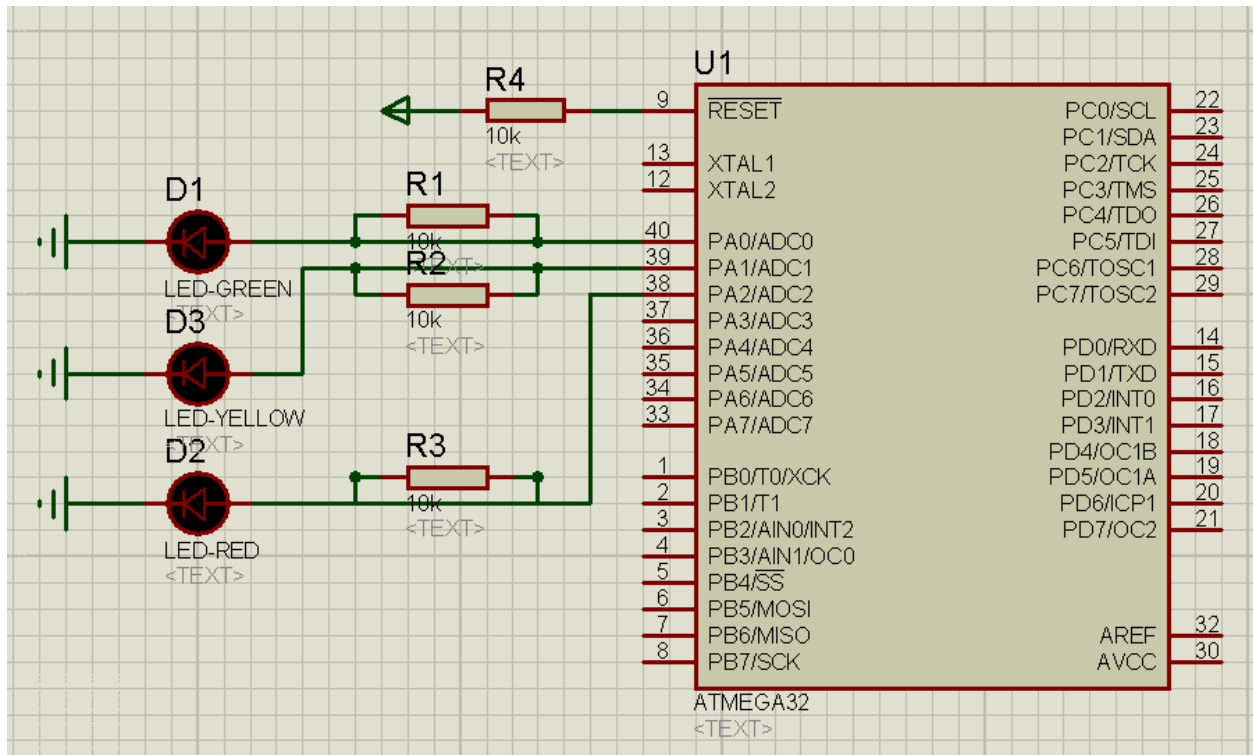 U1
R4
10k
<TEXT>
9 RESET
13 XTAL1
12 XTAL2
40 PA0/ADC0
39 PA1/ADC1
38 PA2/ADC2
37 PA3/ADC3
36 PA4/ADC4
35 PA5/ADC5
34 PA6/ADC6
33 PA7/ADC7
1 PB0/T0/XCK
2 PB1/T1
3 PB2/AIN0/INT2
4 PB3/AIN1/OC0
5 PB4/SS
6 PB5/MOSI
7 PB6/MISO
8 PB7/SCK
PC0/SCL 22
PC1/SDA 23
PC2/TCK 24
PC3/TMS 25
PC4/TDO 26
PC5/TDI 27
PC6/TOSC1 28
PC7/TOSC2 29
PD0/RXD 14
PD1/TXD 15
PD2/INT0 16
PD3/INT1 17
PD4/OC1B 18
PD5/OC1A 19
PD6/ICP1 20
PD7/OC2 21
AREF 32
AVCC 30
ATMEGA32
<TEXT>
D1
LED-GREEN
<TEXT>
D3
LED-YELLOW
<TEXT>
D2
LED-RED
<TEXT>
R1
10k
<TEXT>
R2
10k
<TEXT>
R3
10k
<TEXT>